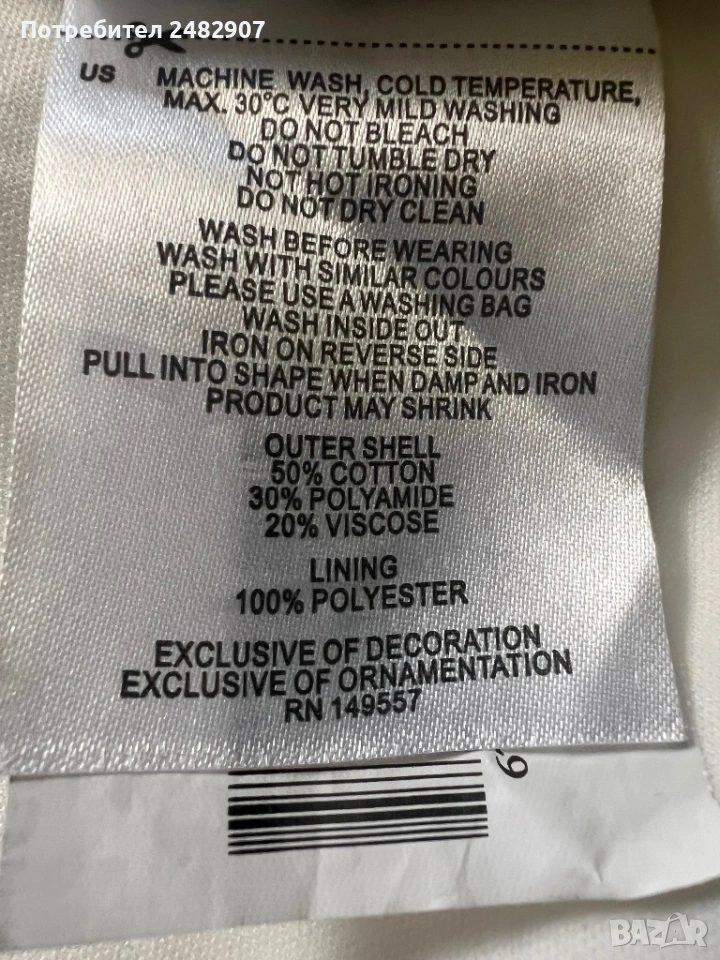 Потребител 2482907
US MACHINE WASH, COLD TEMPERATURE,
MAX. 30°C VERY MILD WASHING
DO NOT BLEACH
DO NOT TUMBLE DRY
NOT HOT IRONING
DO NOT DRY CLEAN
WASH BEFORE WEARING
WASH WITH SIMILAR COLOURS
PLEASE USE A WASHING BAG
WASH INSIDE OUT
IRON ON REVERSE SIDE
PULL INTO SHAPE WHEN DAMP AND IRON
PRODUCT MAY SHRINK
OUTER SHELL
50% COTTON
30% POLYAMIDE
20% VISCOSE
LINING
100% POLYESTER
EXCLUSIVE OF DECORATION
EXCLUSIVE OF ORNAMENTATION
RN 149557
BAZAR